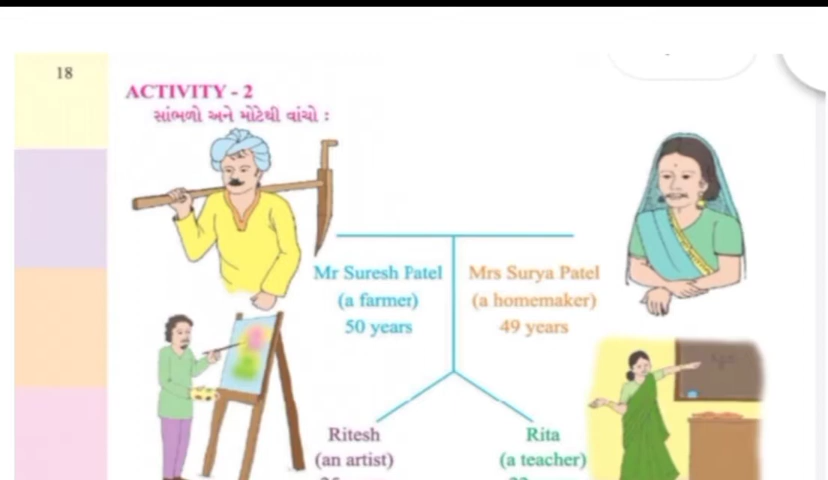 18
ACTIVITY - 2
સાંભળો અને મોટેથી વાંચો :
Mr Suresh Patel
(a farmer)
50 years
Mrs Surya Patel
(a homemaker)
49 years
Ritesh
(an artist)
Rita
(a teacher)